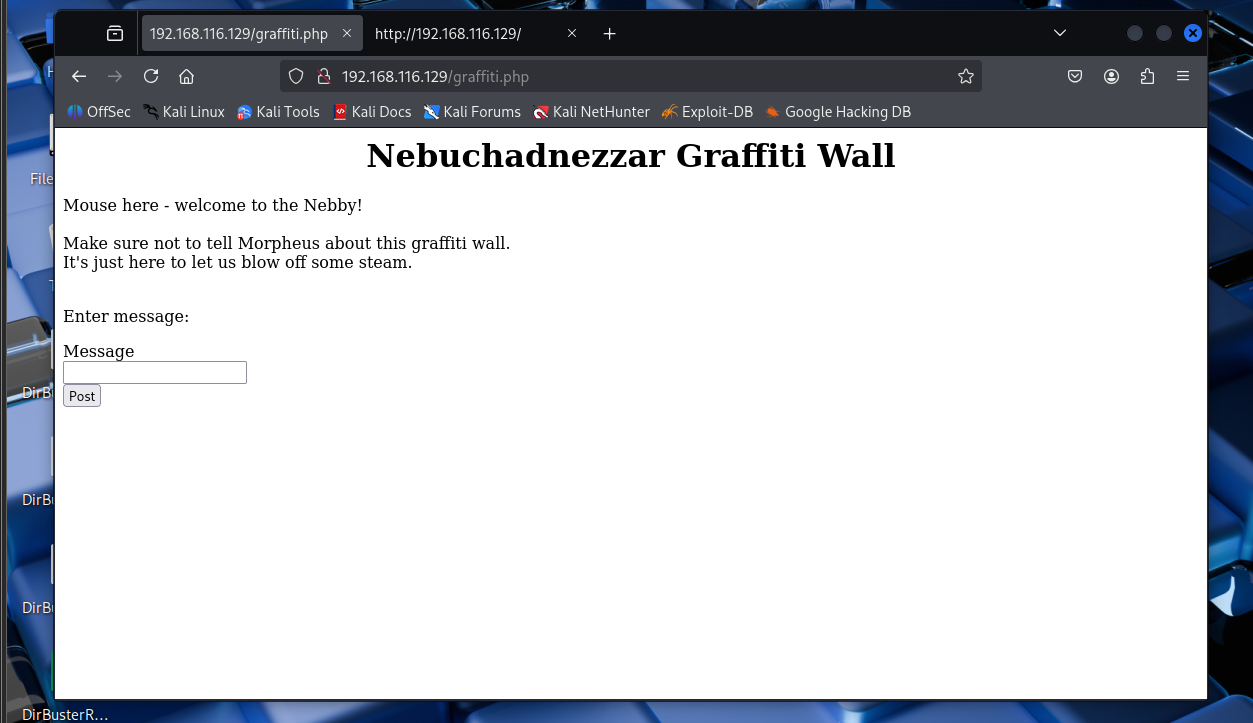 192.168.116.129/graffiti.php
http://192.168.116.129/
192.168.116.129/graffiti.php
OffSec Kali Linux Kali Tools Kali Docs Kali Forums Kali NetHunter Exploit-DB Google Hacking DB
Nebuchadnezzar Graffiti Wall
File
Mouse here - welcome to the Nebby!
Make sure not to tell Morpheus about this graffiti wall.
It's just here to let us blow off some steam.
Enter message:
Message
Post
DirBu
DirBu
DirBu
DirBusterR...